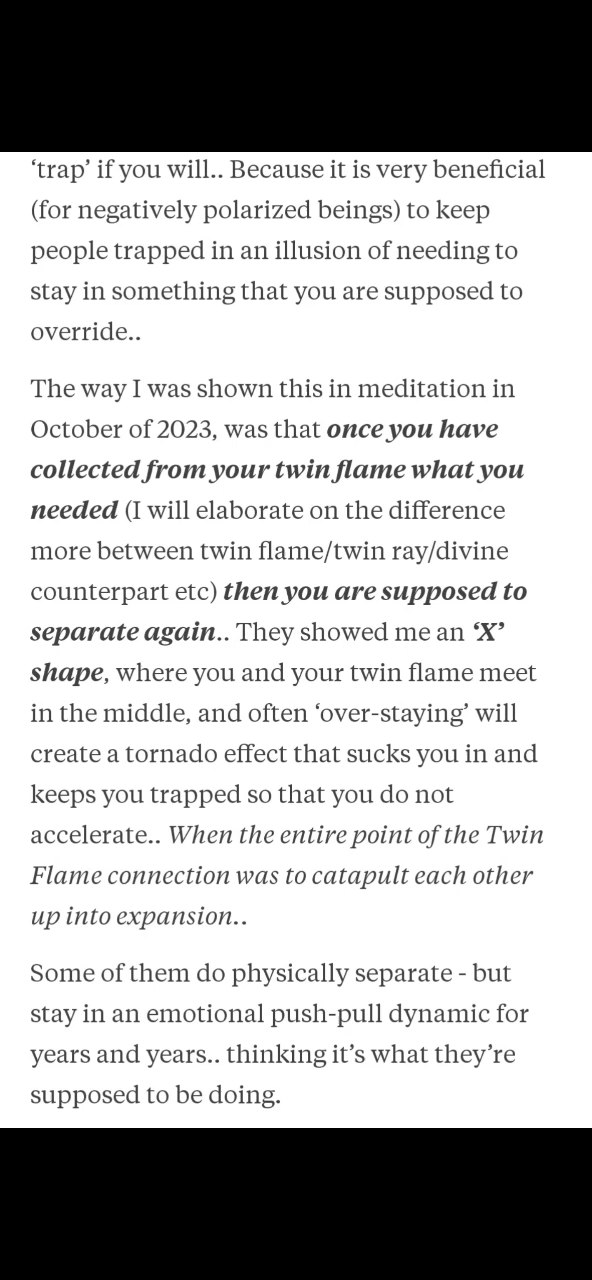 ‘trap’ if you will.. Because it is very beneficial
(for negatively polarized beings) to keep
people trapped in an illusion of needing to
stay in something that you are supposed to
override..
The way I was shown this in meditation in
October of 2023, was that once you have
collected from your twin flame what you
needed (I will elaborate on the difference
more between twin flame/twin ray/divine
counterpart etc) then you are supposed to
separate again.. They showed me an ‘X’
shape, where you and your twin flame meet
in the middle, and often ‘over-staying’ will
create a tornado effect that sucks you in and
keeps you trapped so that you do not
accelerate.. When the entire point of the Twin
Flame connection was to catapult each other
up into expansion..
Some of them do physically separate - but
stay in an emotional push-pull dynamic for
years and years.. thinking it’s what they’re
supposed to be doing.